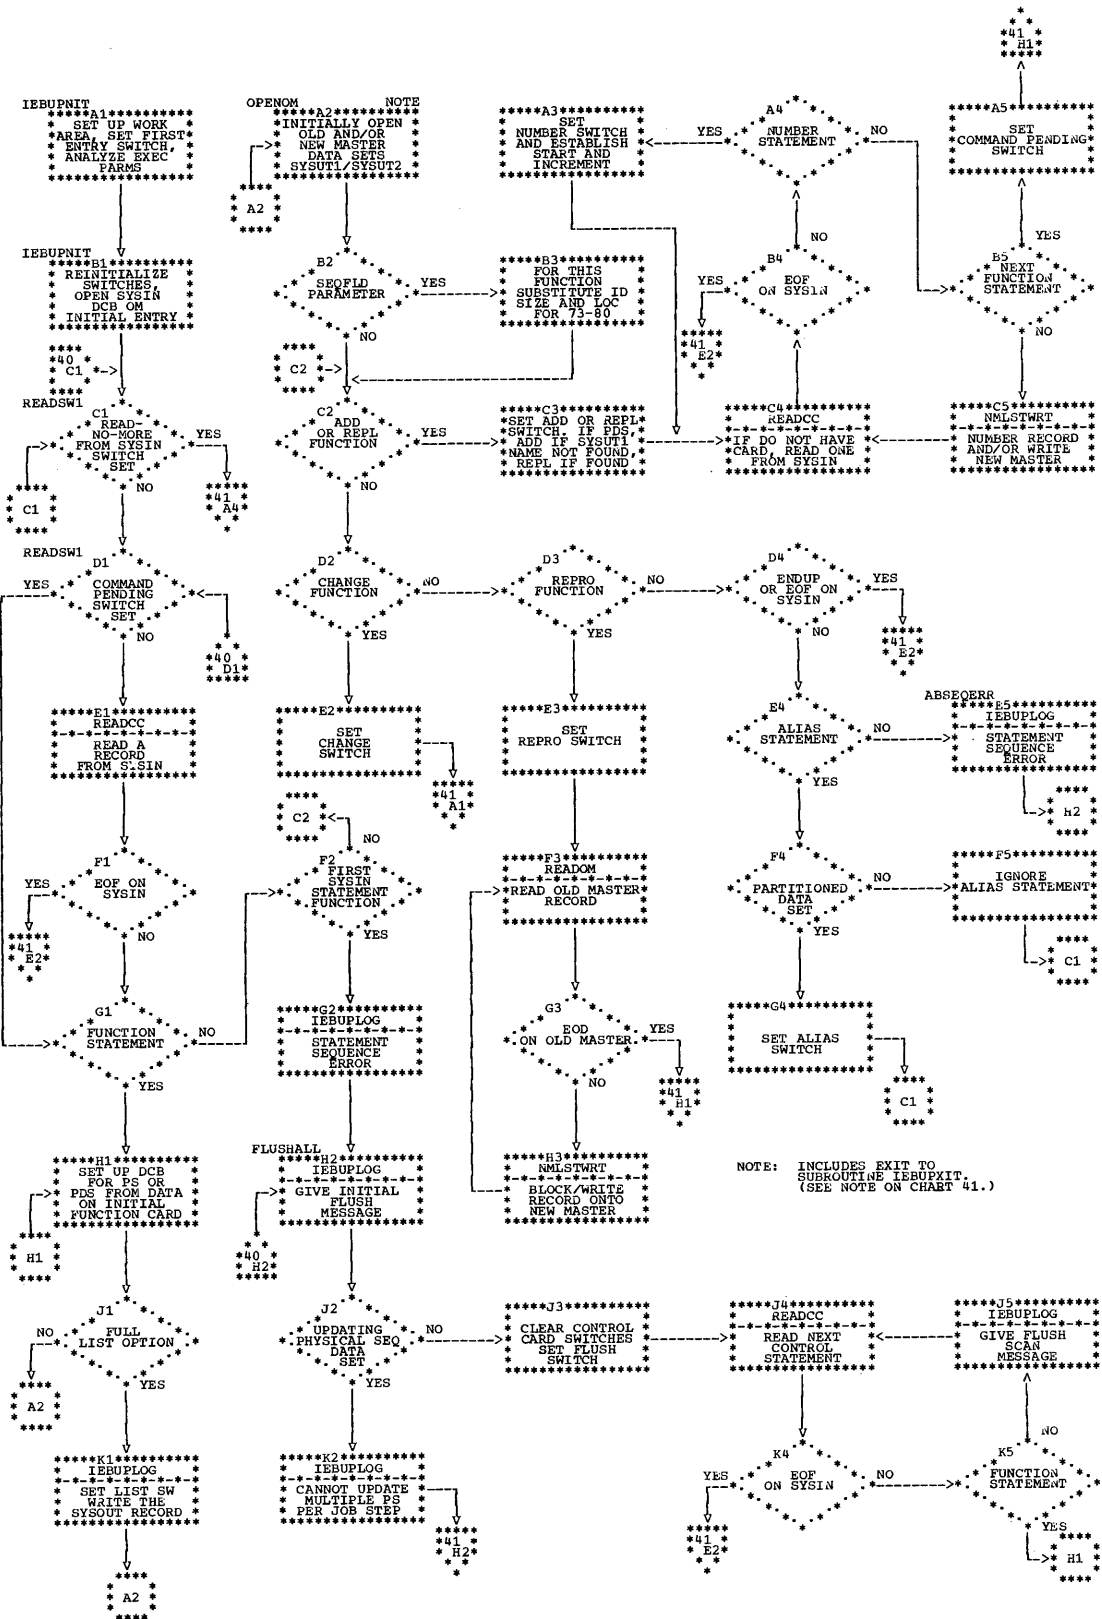 41
H1
IEBUPNIT
A1
SET UP WORK
AREA, SET FIRST
ENTRY SWITCH,
ANALYZE EXEC
PARMS
OPENOM
NOTE
A2
INITIALLY OPEN
OLD AND/OR
NEW MASTER
DATA SETS
SYSUT1/SYSUT2
A2
A3
SET
NUMBER SWITCH
AND ESTABLISH
START AND
INCREMENT
YES
A4
NUMBER
STATEMENT
NO
A5
SET
COMMAND PENDING
SWITCH
IEBUPNIT
B1
REINITIALIZE
SWITCHES,
OPEN SYSIN
DCB OM
INITIAL ENTRY
B2
SEQFLD
PARAMETER
YES
NO
B3
FOR THIS
FUNCTION
SUBSTITUTE ID
SIZE AND LOC
FOR 73-80
NO
B4
EOF
ON SYSIN
YES
41
E2
YES
B5
NEXT
FUNCTION
STATEMENT
NO
40
C1
C2
READSW1
C1
READ-
NO-MORE
FROM SYSIN
SWITCH
SET
YES
NO
C1
41
A4
C2
ADD
OR REPL
FUNCTION
YES
NO
C3
SET ADD OR REPL
SWITCH. IF PDS,
ADD IF SYSUT1
NAME NOT FOUND,
REPL IF FOUND
C4
READCC
IF DO NOT HAVE
CARD, READ ONE
FROM SYSIN
C5
NMLSTWRT
NUMBER RECORD
AND/OR WRITE
NEW MASTER
READSW1
D1
YES
COMMAND
PENDING
SWITCH
SET
NO
40
D1
D2
CHANGE
FUNCTION
NO
YES
D3
REPRO
FUNCTION
NO
YES
D4
ENDUP
OR EOF ON
SYSIN
YES
NO
41
E2
E1
READCC
READ A
RECORD
FROM SYSIN
E2
SET
CHANGE
SWITCH
41
A1
E3
SET
REPRO SWITCH
E4
ALIAS
STATEMENT
NO
YES
ABSEQERR
E5
IEBUPLOG
STATEMENT
SEQUENCE
ERROR
H2
C2
NO
F1
YES
EOF ON
SYSIN
NO
41
E2
F2
FIRST
SYSIN
STATEMENT
FUNCTION
YES
F3
READOM
READ OLD MASTER
RECORD
F4
PARTITIONED
DATA
SET
NO
YES
F5
IGNORE
ALIAS STATEMENT
C1
G1
FUNCTION
STATEMENT
NO
YES
G2
IEBUPLOG
STATEMENT
SEQUENCE
ERROR
G3
EOD
ON OLD MASTER
YES
NO
41
H1
G4
SET ALIAS
SWITCH
C1
H1
SET UP DCB
FOR PS OR
PDS FROM DATA
ON INITIAL
FUNCTION CARD
H1
FLUSHALL
H2
IEBUPLOG
GIVE INITIAL
FLUSH
MESSAGE
40
H2
H3
NMLSTWRT
BLOCK/WRITE
RECORD ONTO
NEW MASTER
NOTE: INCLUDES EXIT TO
SUBROUTINE IEBUPXIT.
(SEE NOTE ON CHART 41.)
J1
NO
FULL
LIST OPTION
YES
A2
J2
UPDATING
PHYSICAL SEQ
DATA
SET
NO
YES
J3
CLEAR CONTROL
CARD SWITCHES
SET FLUSH
SWITCH
J4
READCC
READ NEXT
CONTROL
STATEMENT
J5
IEBUPLOG
GIVE FLUSH
SCAN
MESSAGE
K1
IEBUPLOG
SET LIST SW
WRITE THE
SYSOUT RECORD
A2
K2
IEBUPLOG
CANNOT UPDATE
MULTIPLE PS
PER JOB STEP
41
H2
K4
YES
EOF
ON SYSIN
NO
41
E2
NO
K5
FUNCTION
STATEMENT
YES
H1